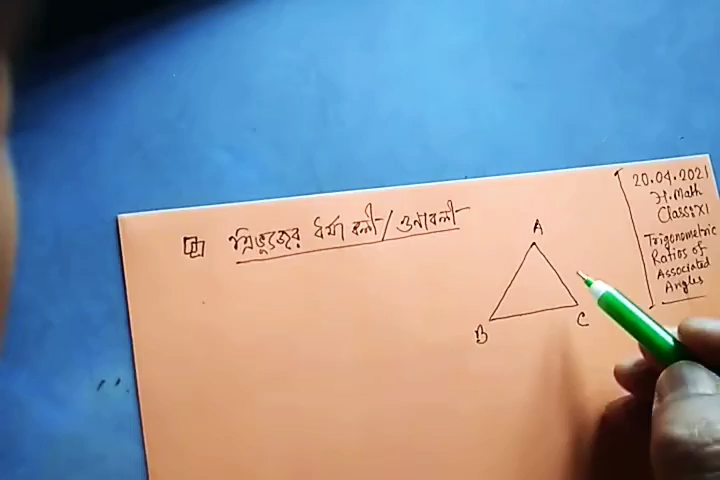 ত্রিভুজের ধর্মাবলী/গুনাবলী
A
B
C
20.04.2021
H.Math
Class:XI
Trigonometric
Ratios of
Associated
Angles